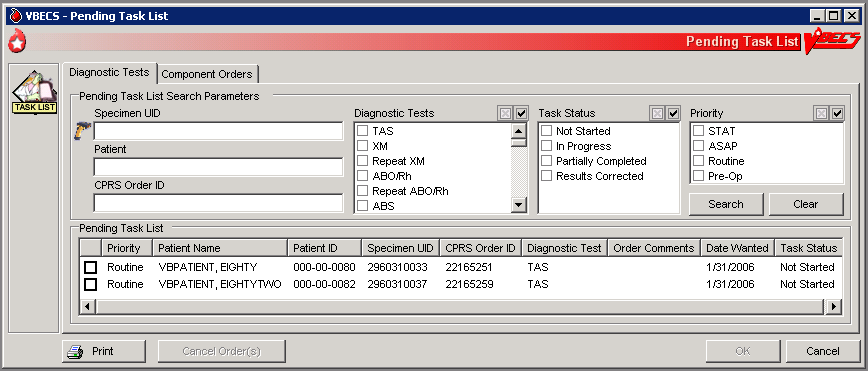 VBECS - Pending Task List
Pending Task List VBECS
TASK LIST
Diagnostic Tests Component Orders
Pending Task List Search Parameters
Specimen UID
Patient
CPRS Order ID
Diagnostic Tests
TAS
XM
Repeat XM
ABO/Rh
Repeat ABO/Rh
ABS
Task Status
Not Started
In Progress
Partially Completed
Results Corrected
Priority
STAT
ASAP
Routine
Pre-Op
Search Clear
Pending Task List
Priority Patient Name Patient ID Specimen UID CPRS Order ID Diagnostic Test Order Comments Date Wanted Task Status
Routine VBPATIENT, EIGHTY 000-00-0080 2960310033 22165251 TAS 1/31/2006 Not Started
Routine VBPATIENT, EIGHTYTWO 000-00-0082 2960310037 22165259 TAS 1/31/2006 Not Started
Print Cancel Order(s) OK Cancel